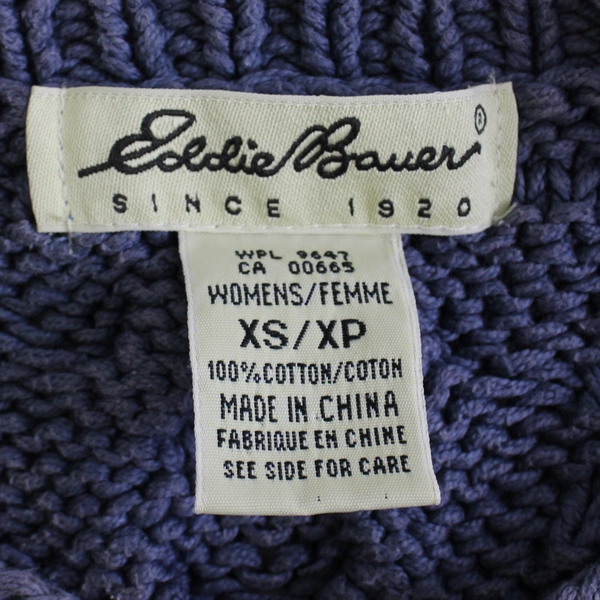 Eddie Bauer®
SINCE 1920
WPL 9647
CA 00665
WOMENS/FEMME
XS/XP
100% COTTON/COTON
MADE IN CHINA
FABRIQUE EN CHINE
SEE SIDE FOR CARE